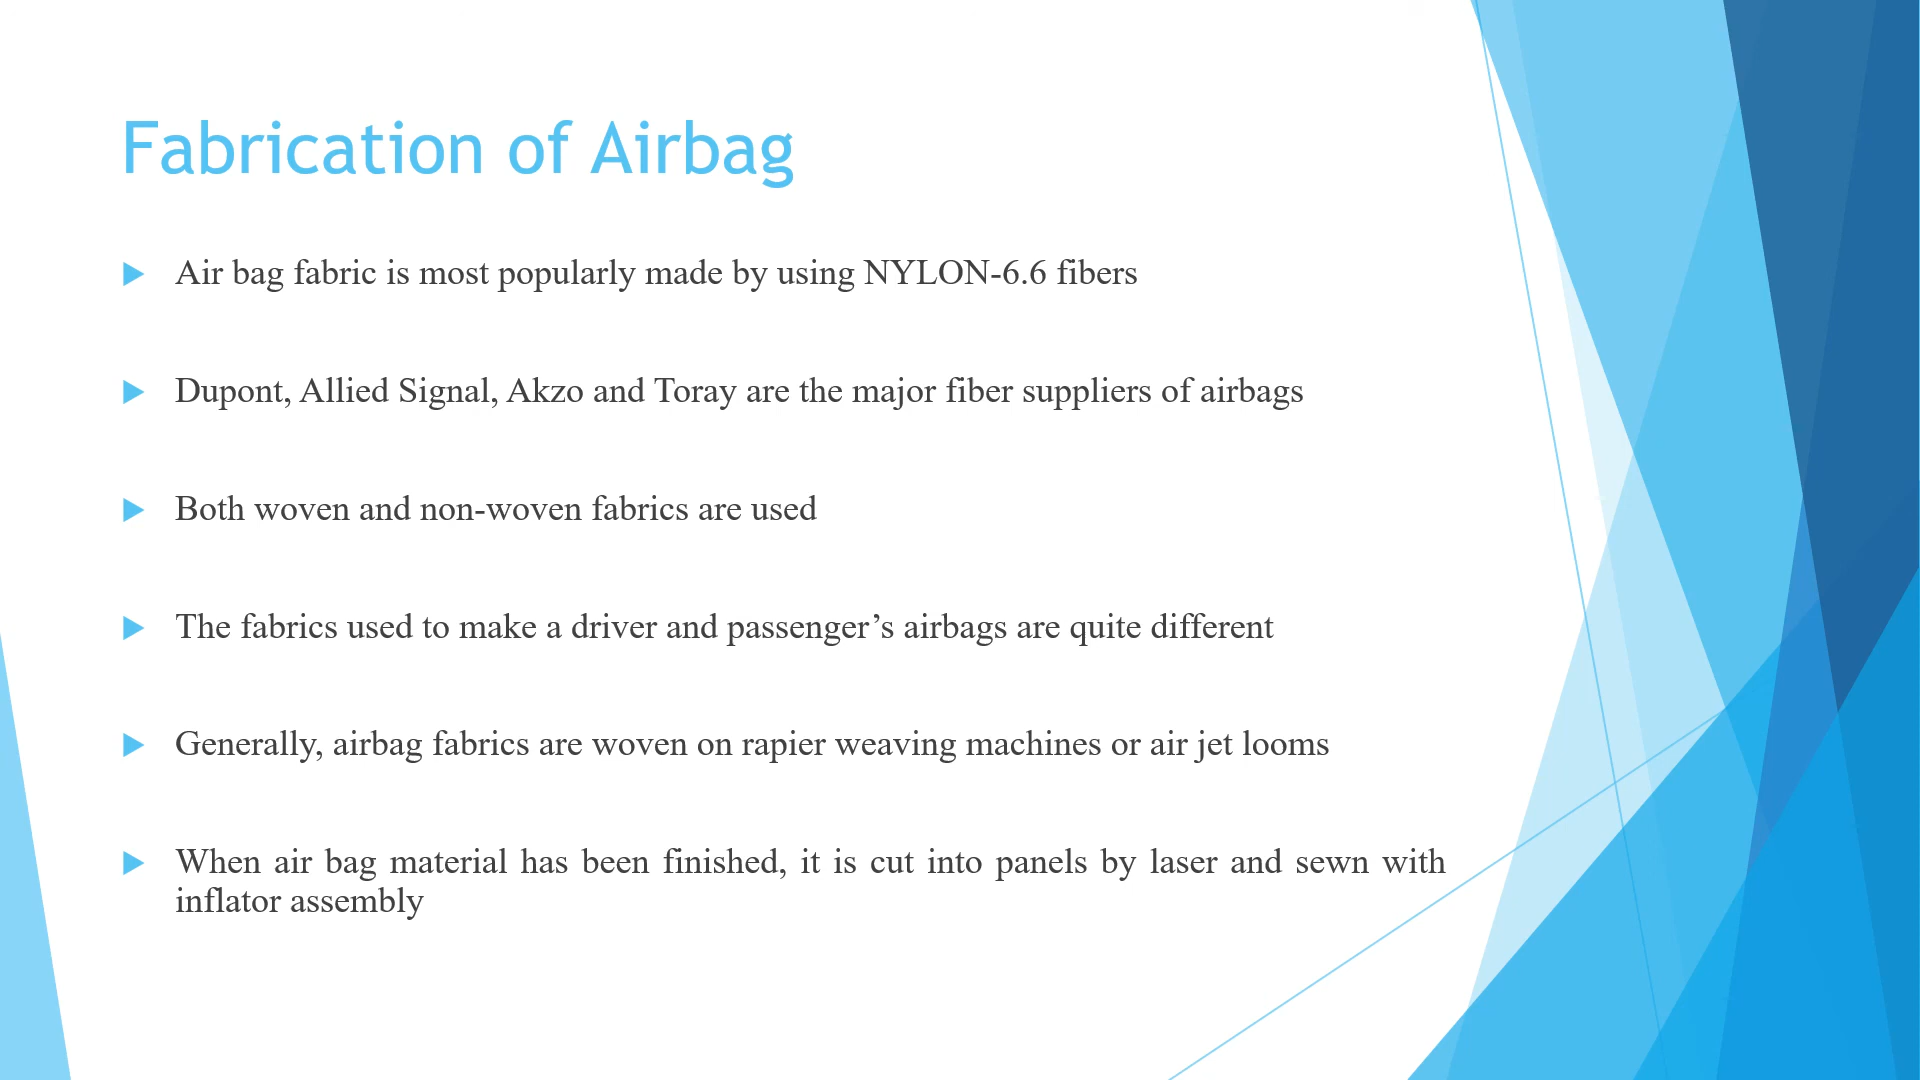 Fabrication of Airbag
Air bag fabric is most popularly made by using NYLON-6.6 fibers
Dupont, Allied Signal, Akzo and Toray are the major fiber suppliers of airbags
Both woven and non-woven fabrics are used
The fabrics used to make a driver and passenger’s airbags are quite different
Generally, airbag fabrics are woven on rapier weaving machines or air jet looms
When air bag material has been finished, it is cut into panels by laser and sewn with
inflator assembly